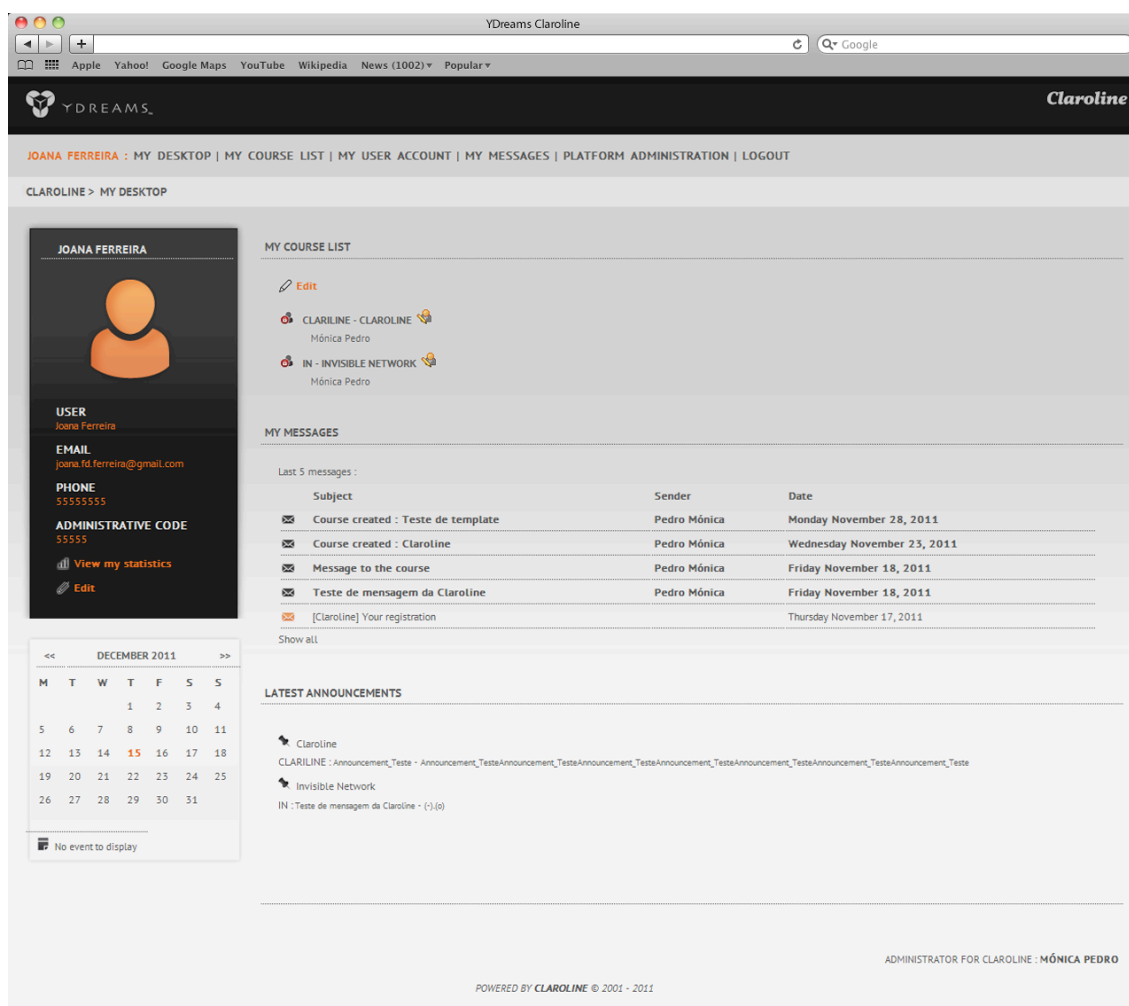 YDreams Claroline
Google
Apple Yahoo! Google Maps YouTube Wikipedia News (1002) Popular
YDREAMS_
Claroline
JOANA FERREIRA : MY DESKTOP | MY COURSE LIST | MY USER ACCOUNT | MY MESSAGES | PLATFORM ADMINISTRATION | LOGOUT
CLAROLINE > MY DESKTOP
JOANA FERREIRA
USER
Joana Ferreira
EMAIL
joana.fd.ferreira@gmail.com
PHONE
55555555
ADMINISTRATIVE CODE
55555
View my statistics
Edit
<< DECEMBER 2011 >>
M T W T F S S
1 2 3 4
5 6 7 8 9 10 11
12 13 14 15 16 17 18
19 20 21 22 23 24 25
26 27 28 29 30 31
No event to display
MY COURSE LIST
Edit
CLARILINE - CLAROLINE
Mónica Pedro
IN - INVISIBLE NETWORK
Mónica Pedro
MY MESSAGES
Last 5 messages :
Subject Sender Date
Course created : Teste de template Pedro Mónica Monday November 28, 2011
Course created : Claroline Pedro Mónica Wednesday November 23, 2011
Message to the course Pedro Mónica Friday November 18, 2011
Teste de mensagem da Claroline Pedro Mónica Friday November 18, 2011
[Claroline] Your registration Thursday November 17, 2011
Show all
LATEST ANNOUNCEMENTS
Claroline
CLARILINE : Announcement_Teste - Announcement_TesteAnnouncement_TesteAnnouncement_TesteAnnouncement_TesteAnnouncement_TesteAnnouncement_TesteAnnouncement_Teste
Invisible Network
IN : Teste de mensagem da Claroline - (-).(o)
ADMINISTRATOR FOR CLAROLINE : MÓNICA PEDRO
POWERED BY CLAROLINE © 2001 - 2011